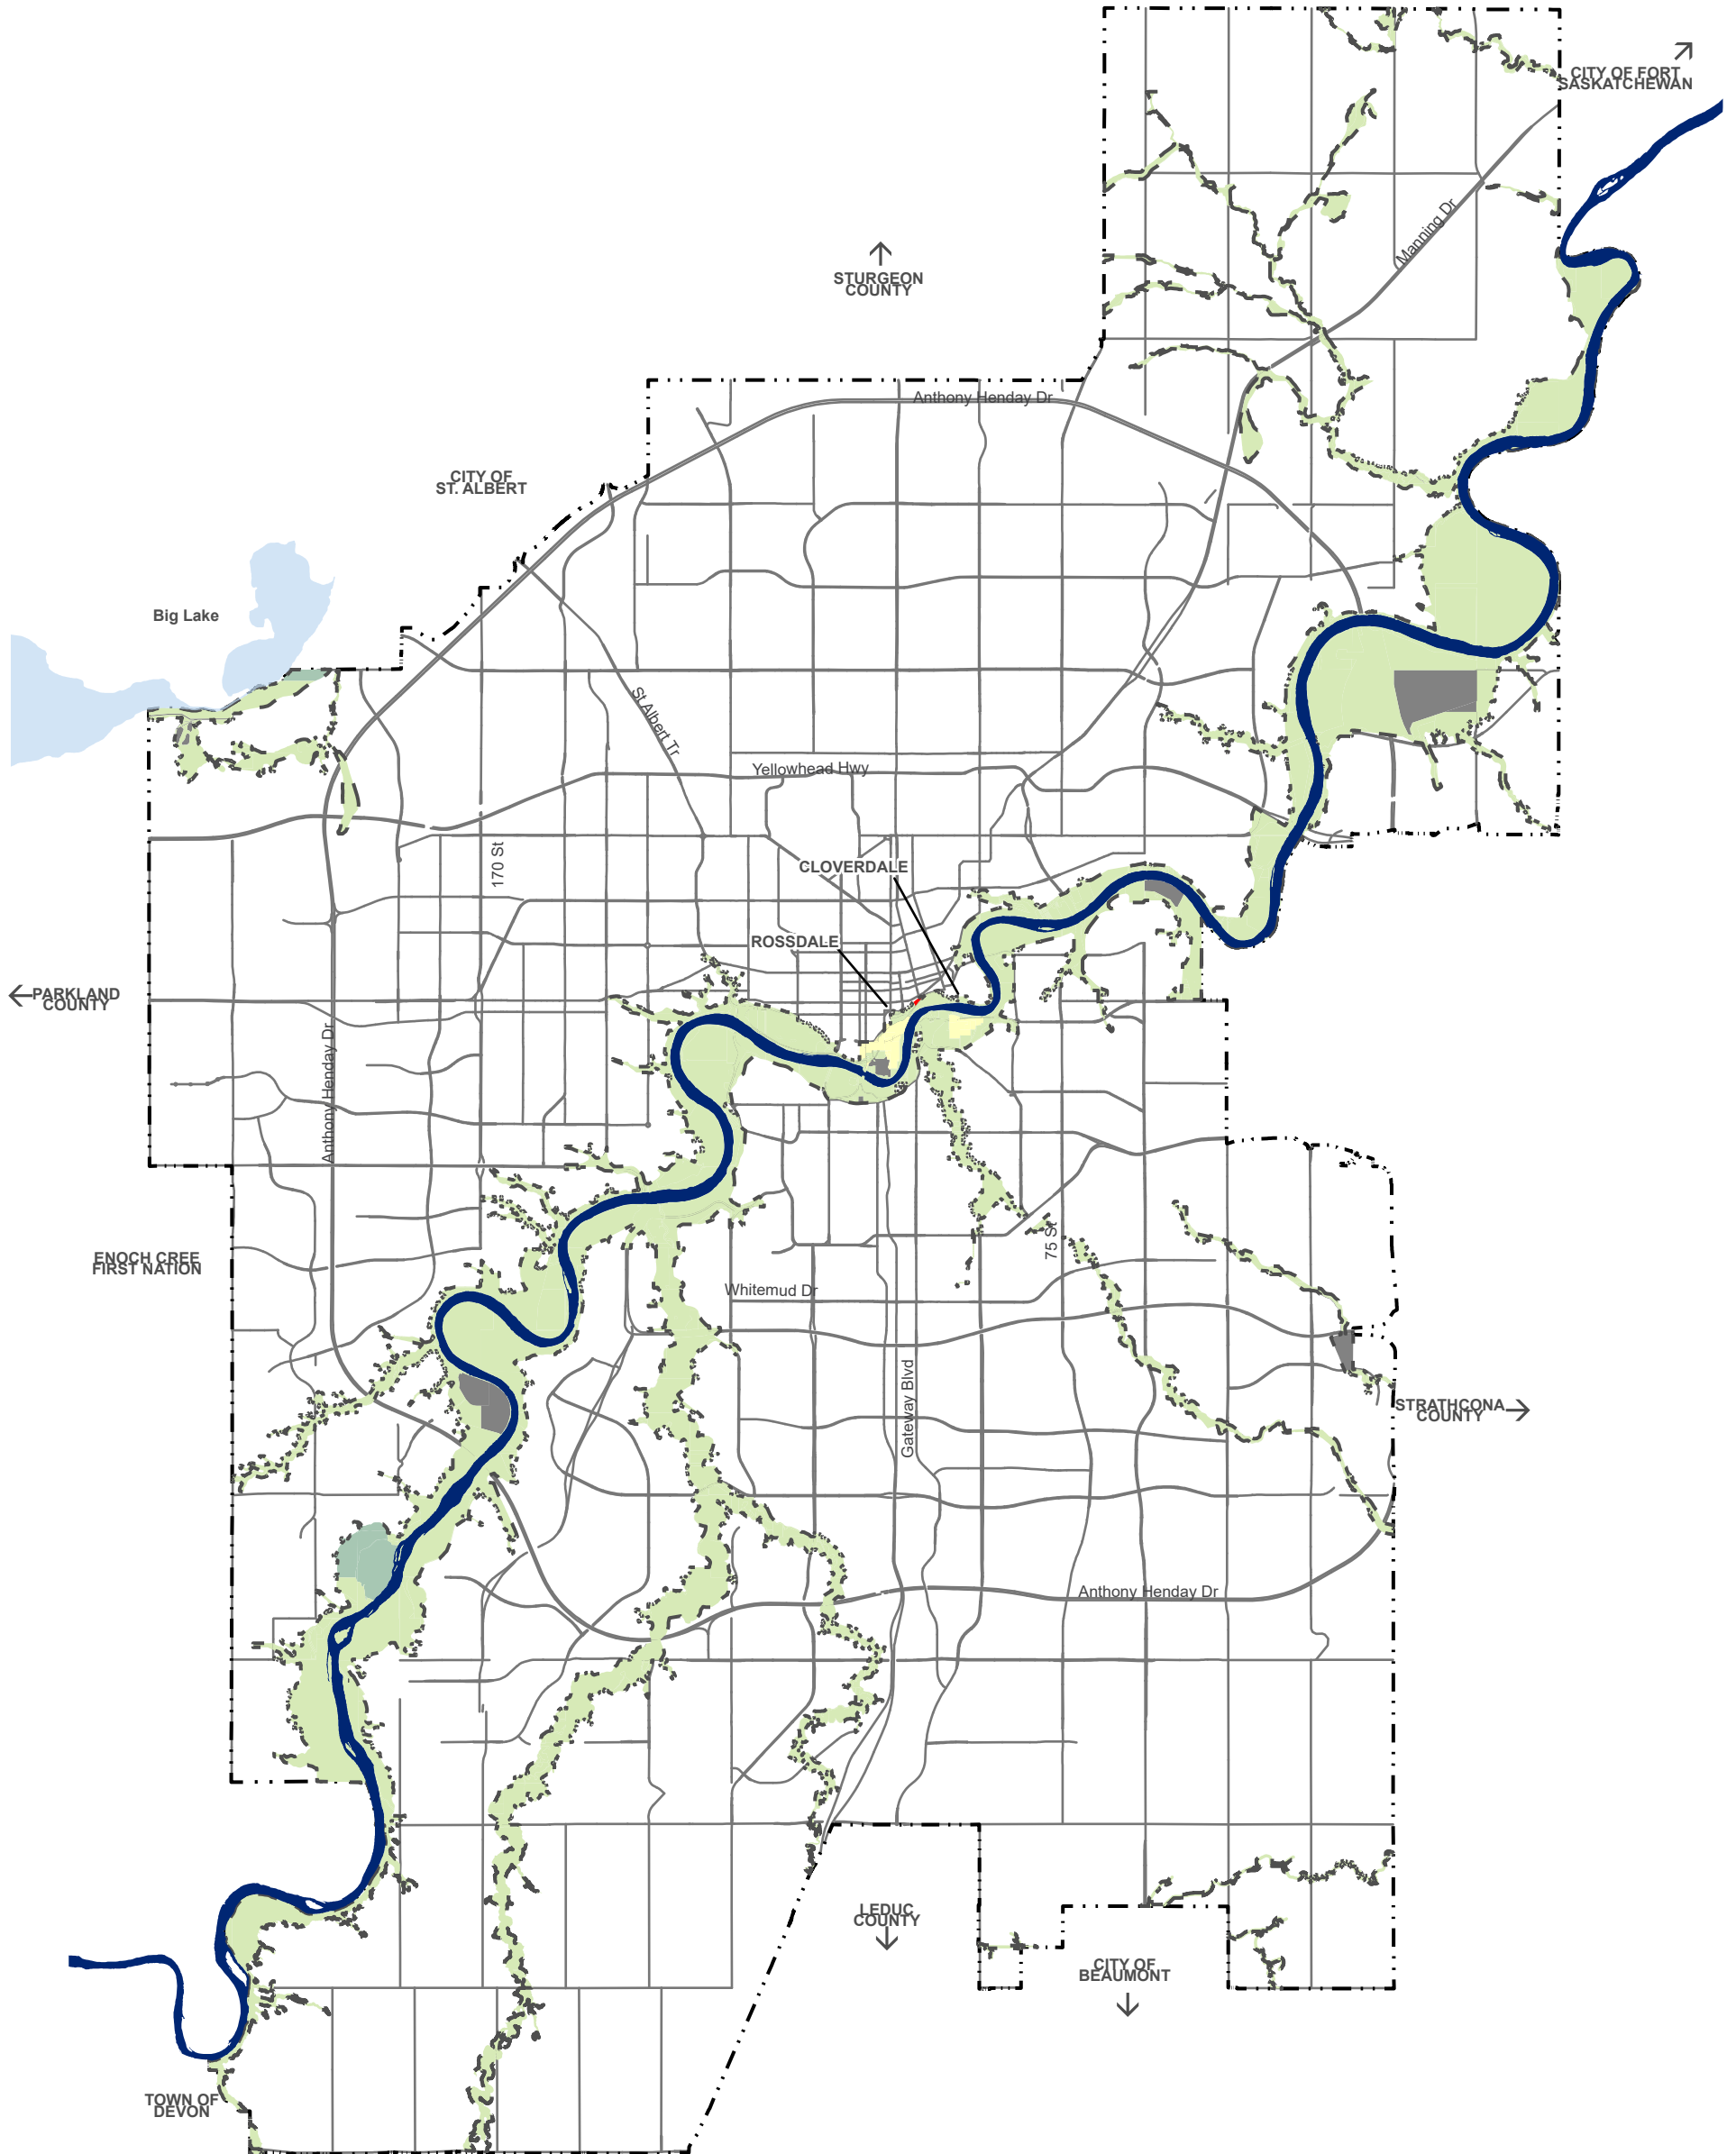 CITY OF FORT
SASKATCHEWAN
Manning Dr
STURGEON
COUNTY
Anthony Henday Dr
CITY OF
ST. ALBERT
Big Lake
St Albert Tr
Yellowhead Hwy
170 St
CLOVERDALE
ROSSDALE
PARKLAND
COUNTY
Anthony Henday Dr
75 St
ENOCH CREE
FIRST NATION
Whitemud Dr
Gateway Blvd
STRATHCONA
COUNTY
Anthony Henday Dr
LEDUC
COUNTY
CITY OF
BEAUMONT
TOWN OF
DEVON